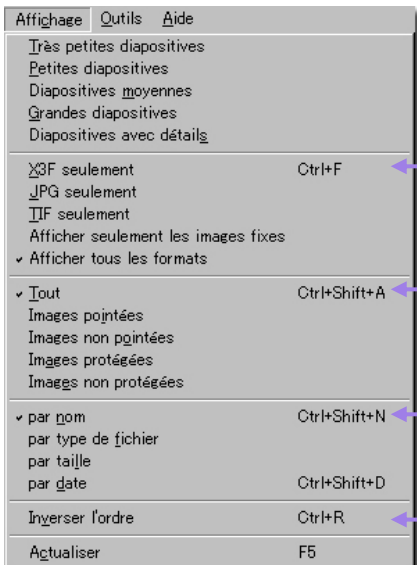 Affichage Outils Aide
Très petites diapositives
Petites diapositives
Diapositives moyennes
Grandes diapositives
Diapositives avec détails
X3F seulement Ctrl+F
JPG seulement
TIF seulement
Afficher seulement les images fixes
Afficher tous les formats
Tout Ctrl+Shift+A
Images pointées
Images non pointées
Images protégées
Images non protégées
par nom Ctrl+Shift+N
par type de fichier
par taille
par date Ctrl+Shift+D
Inverser l'ordre Ctrl+R
Actualiser F5